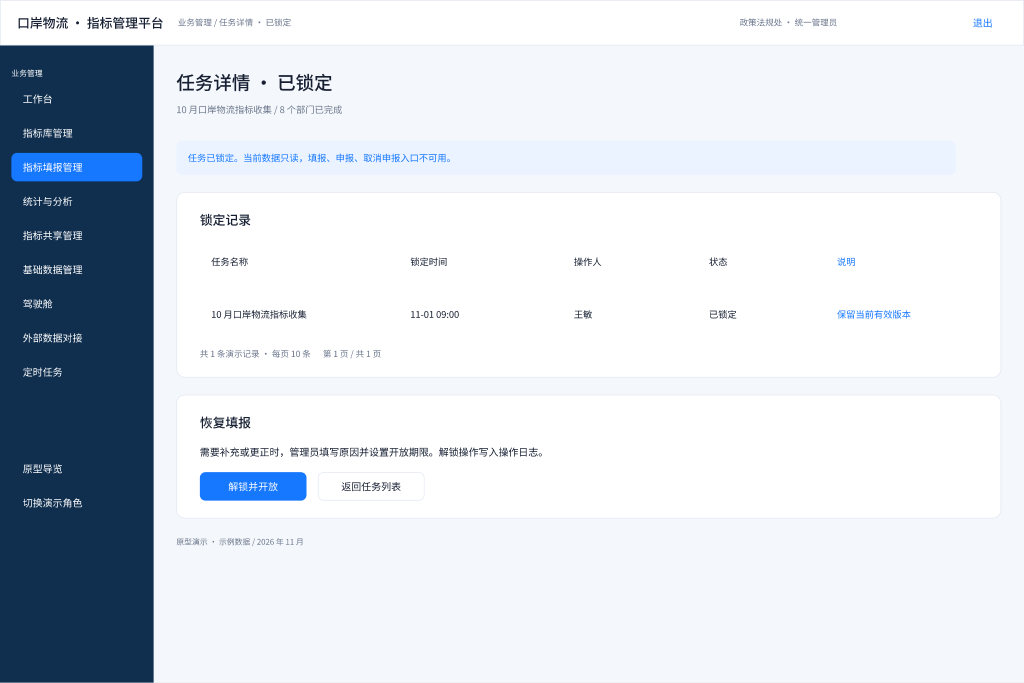 口岸物流 · 指标管理平台
业务管理 / 任务详情 · 已锁定
政策法规处 · 统一管理员
退出
业务管理
工作台
指标库管理
指标填报管理
统计与分析
指标共享管理
基础数据管理
驾驶舱
外部数据对接
定时任务
原型导览
切换演示角色
任务详情 · 已锁定
10 月口岸物流指标收集 / 8 个部门已完成
任务已锁定。当前数据只读，填报、申报、取消申报入口不可用。
锁定记录
任务名称 锁定时间 操作人 状态 说明
10 月口岸物流指标收集 11-01 09:00 王敏 已锁定 保留当前有效版本
共 1 条演示记录 · 每页 10 条 第 1 页 / 共 1 页
恢复填报
需要补充或更正时，管理员填写原因并设置开放期限。解锁操作写入操作日志。
解锁并开放 返回任务列表
原型演示 · 示例数据 / 2026 年 11 月